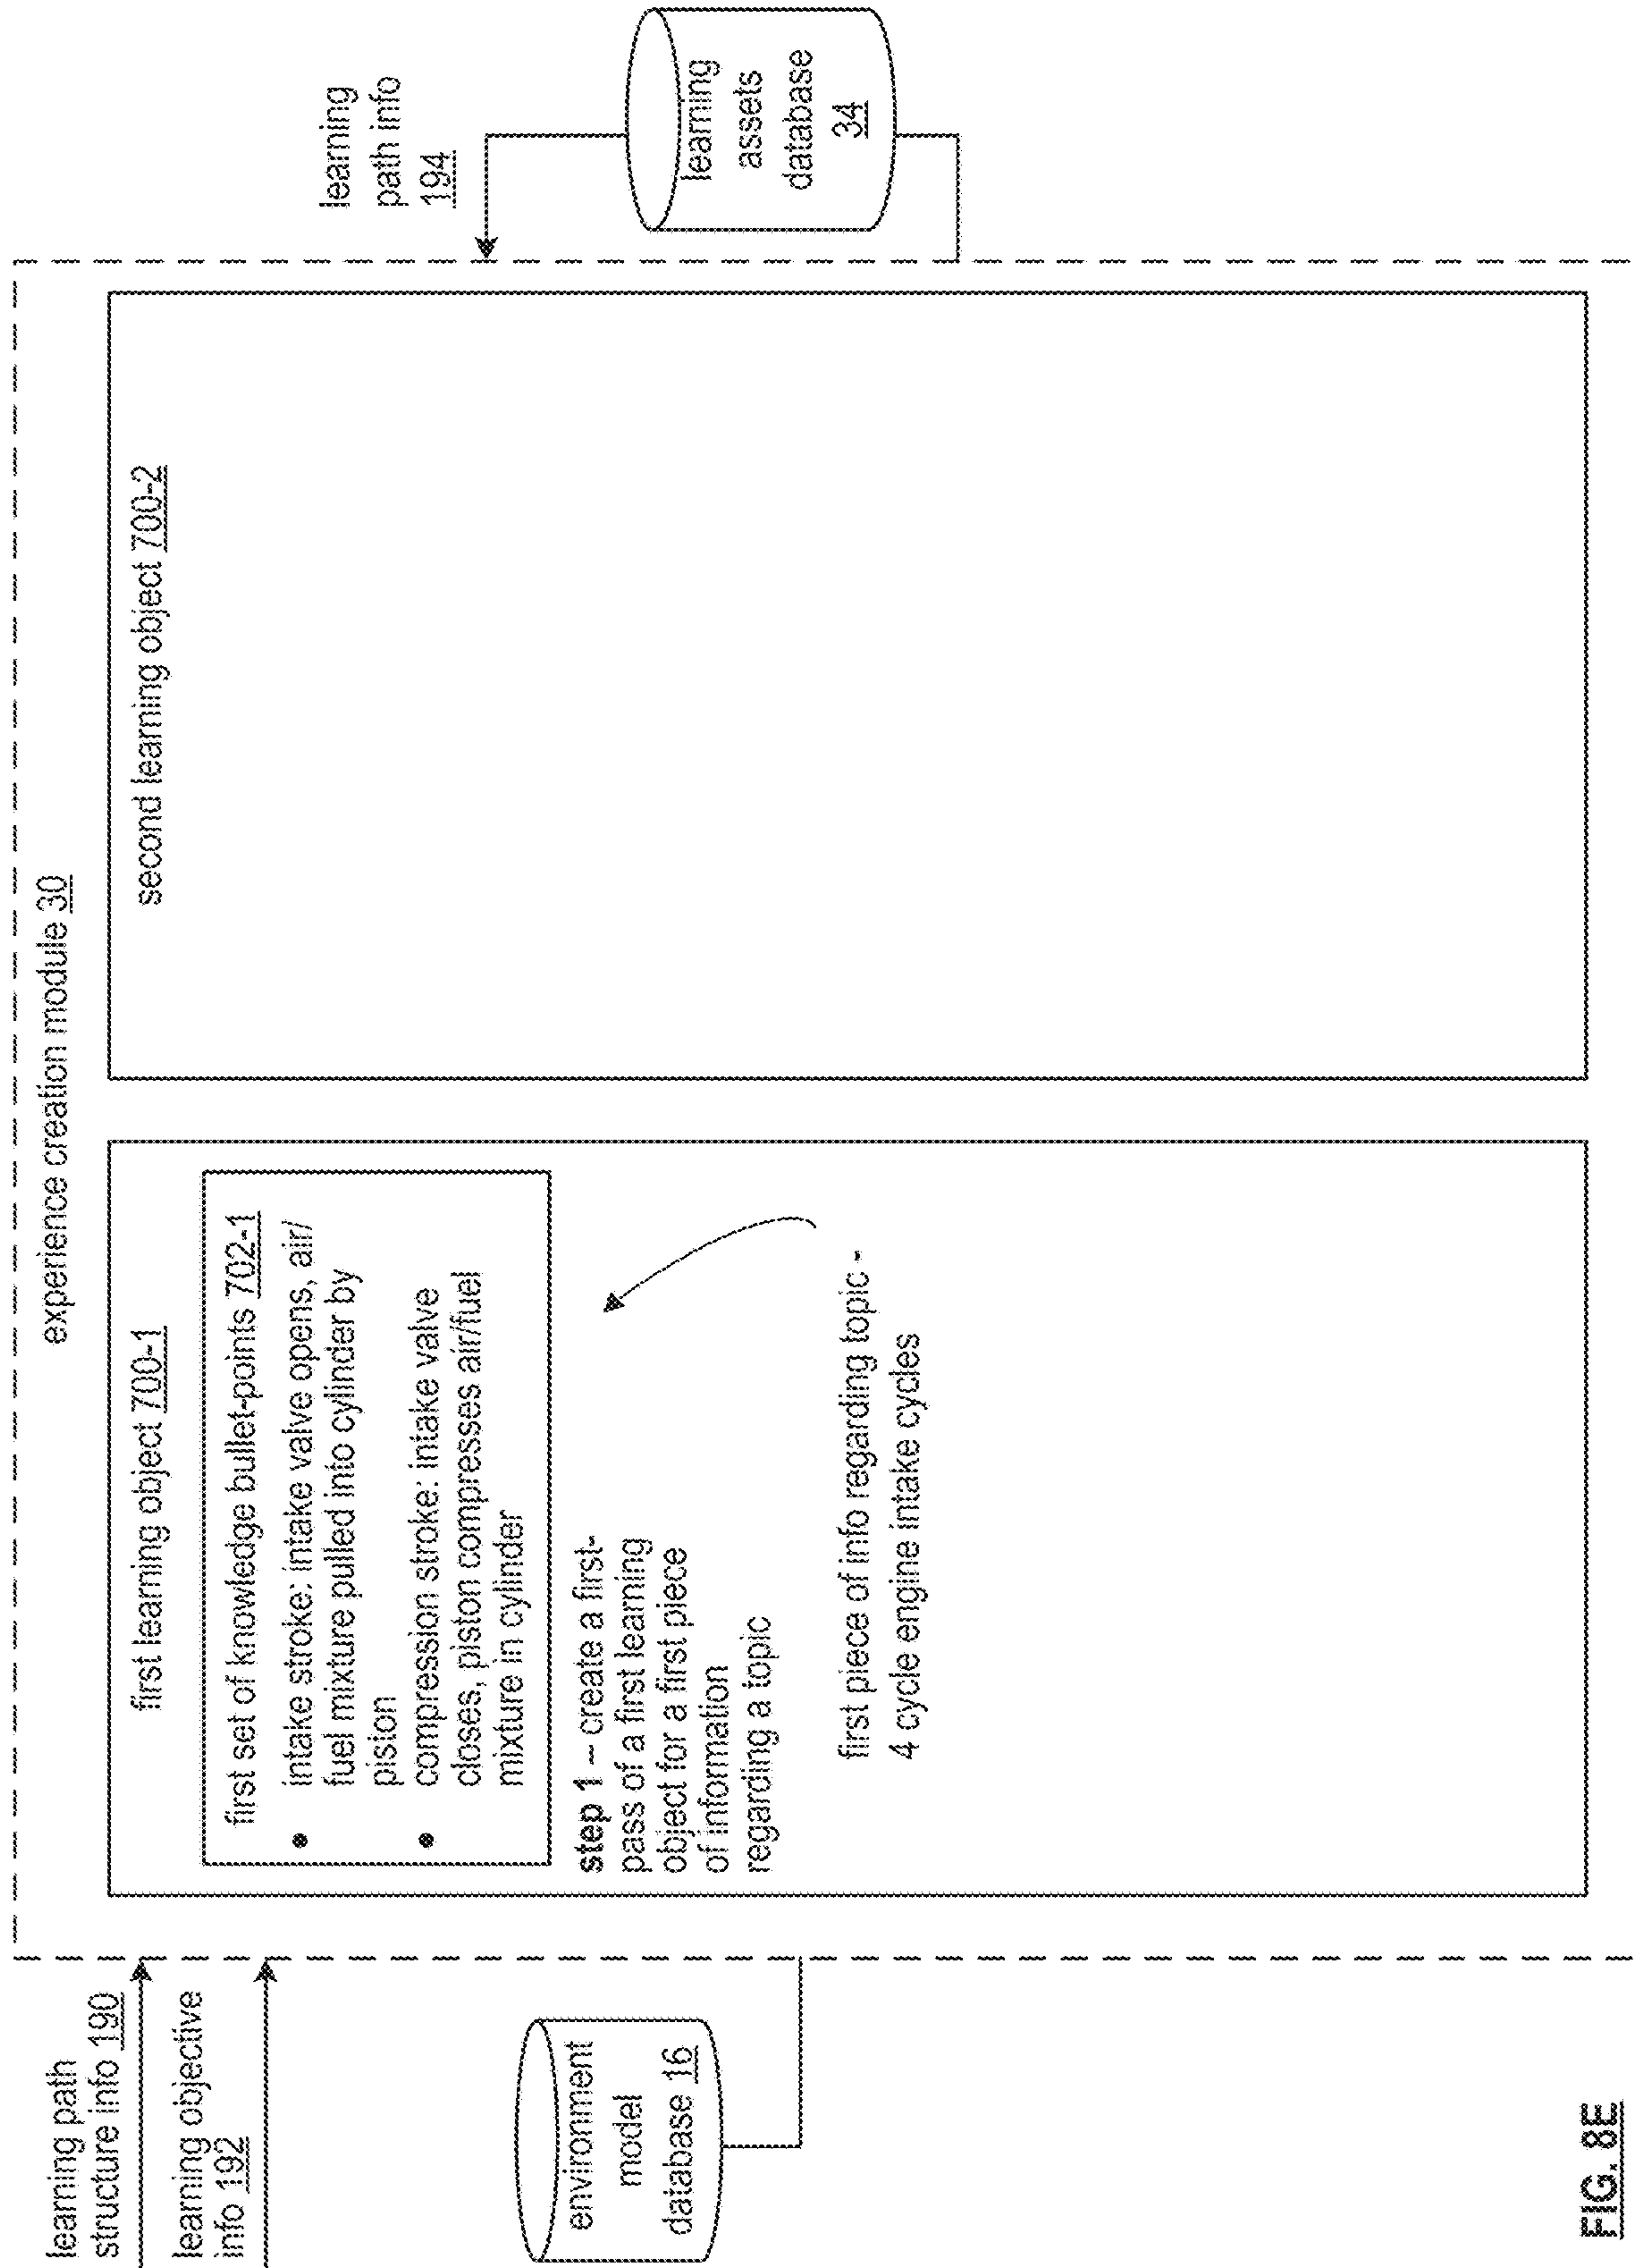 experience creation module 30
learning path
structure info 190
learning objective
info 192
environment
model
database 16
first learning object 700-1
first set of knowledge bullet-points 702-1
• intake stroke: intake valve opens, air/
fuel mixture pulled into cylinder by
piston
• compression stroke: intake valve
closes, piston compresses air/fuel
mixture in cylinder
step 1 – create a first-
pass of a first learning
object for a first piece
of information
regarding a topic
first piece of info regarding topic -
4 cycle engine intake cycles
second learning object 700-2
learning
path info
194
learning
assets
database
34
FIG. 8E